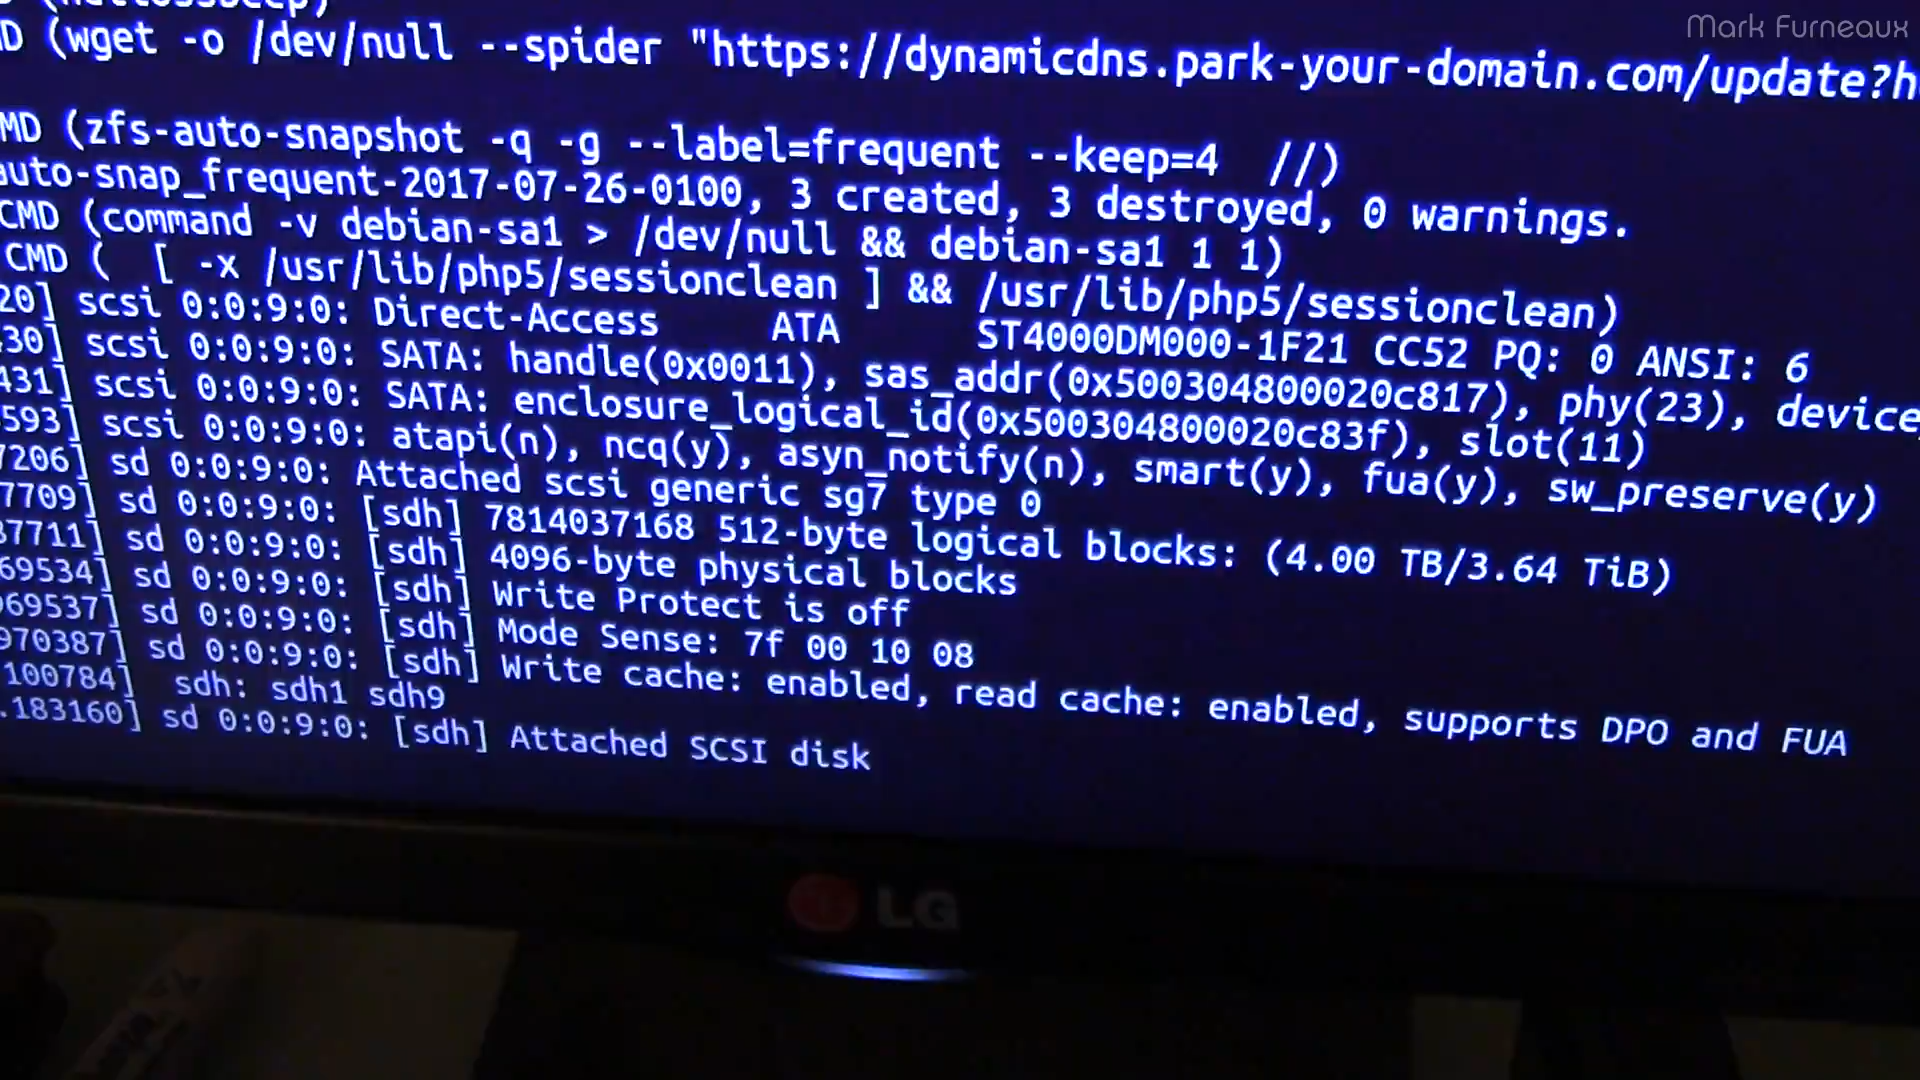 Mark Furneaux
(wget -o /dev/null --spider "https://dynamicdns.park-your-domain.com/update?h
MD (zfs-auto-snapshot -q -g --label=frequent --keep=4 //)
auto-snap_frequent-2017-07-26-0100, 3 created, 3 destroyed, 0 warnings.
CMD (command -v debian-sa1 > /dev/null && debian-sa1 1 1)
CMD ( [ -x /usr/lib/php5/sessionclean ] && /usr/lib/php5/sessionclean)
20] scsi 0:0:9:0: Direct-Access ATA ST4000DM000-1F21 CC52 PQ: 0 ANSI: 6
430] scsi 0:0:9:0: SATA: handle(0x0011), sas_addr(0x500304800020c817), phy(23), device_
431] scsi 0:0:9:0: SATA: enclosure_logical_id(0x500304800020c83f), slot(11)
593] scsi 0:0:9:0: atapi(n), ncq(y), asyn_notify(n), smart(y), fua(y), sw_preserve(y)
7206] sd 0:0:9:0: Attached scsi generic sg7 type 0
7709] sd 0:0:9:0: [sdh] 7814037168 512-byte logical blocks: (4.00 TB/3.64 TiB)
87711] sd 0:0:9:0: [sdh] 4096-byte physical blocks
69534] sd 0:0:9:0: [sdh] Write Protect is off
969537] sd 0:0:9:0: [sdh] Mode Sense: 7f 00 10 08
970387] sd 0:0:9:0: [sdh] Write cache: enabled, read cache: enabled, supports DPO and FUA
.100784] sdh: sdh1 sdh9
.183160] sd 0:0:9:0: [sdh] Attached SCSI disk
LG